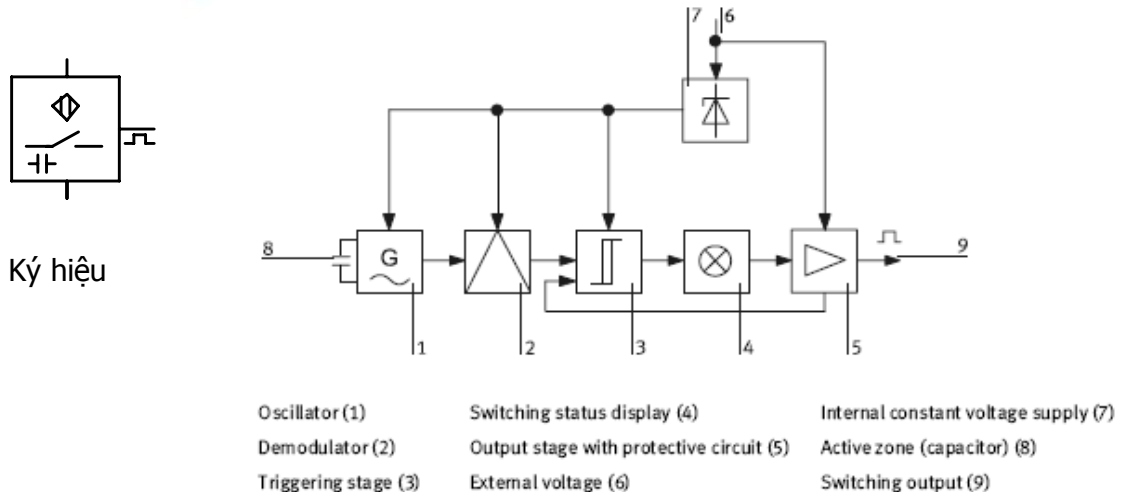 7 6
8
G
9
1 2 3 4 5
Ký hiệu
Oscillator (1)
Demodulator (2)
Triggering stage (3)
Switching status display (4)
Output stage with protective circuit (5)
External voltage (6)
Internal constant voltage supply (7)
Active zone (capacitor) (8)
Switching output (9)